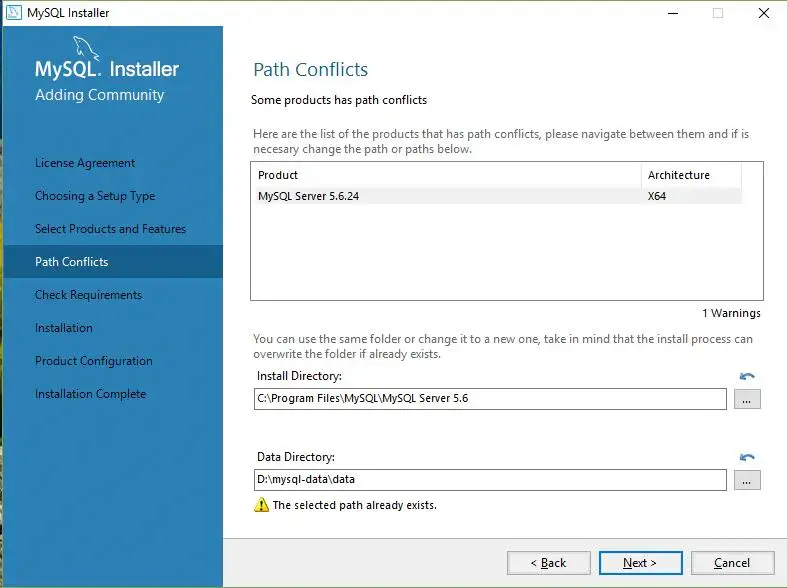 MySQL Installer
MySQL. Installer
Adding Community
License Agreement
Choosing a Setup Type
Select Products and Features
Path Conflicts
Check Requirements
Installation
Product Configuration
Installation Complete
Path Conflicts
Some products has path conflicts
Here are the list of the products that has path conflicts, please navigate between them and if is
necesary change the path or paths below.
Product Architecture
MySQL Server 5.6.24 X64
1 Warnings
You can use the same folder or change it to a new one, take in mind that the install process can
overwrite the folder if already exists.
Install Directory:
C:\Program Files\MySQL\MySQL Server 5.6
...
Data Directory:
D:\mysql-data\data
...
The selected path already exists.
< Back Next > Cancel